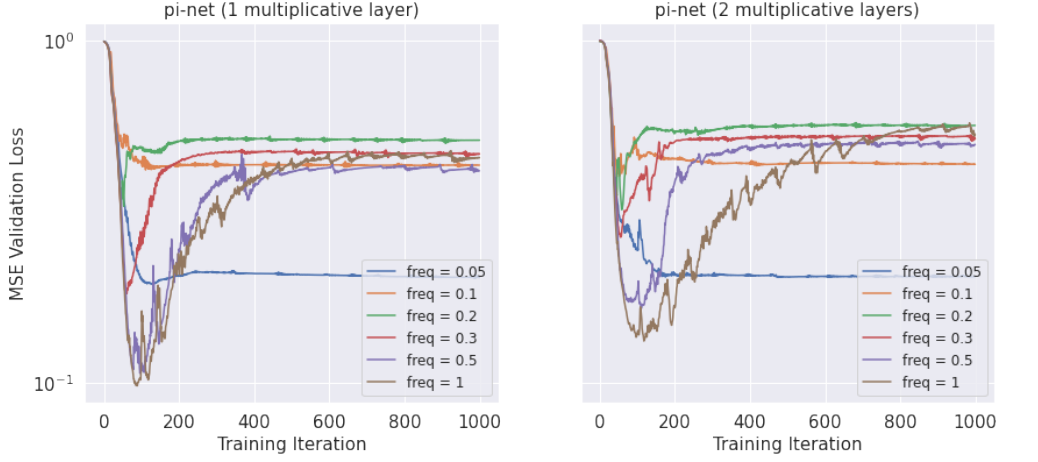 pi-net (1 multiplicative layer)
pi-net (2 multiplicative layers)
MSE Validation Loss
10⁰
10⁻¹
freq = 0.05
freq = 0.1
freq = 0.2
freq = 0.3
freq = 0.5
freq = 1
0 200 400 600 800 1000
Training Iteration
freq = 0.05
freq = 0.1
freq = 0.2
freq = 0.3
freq = 0.5
freq = 1
0 200 400 600 800 1000
Training Iteration